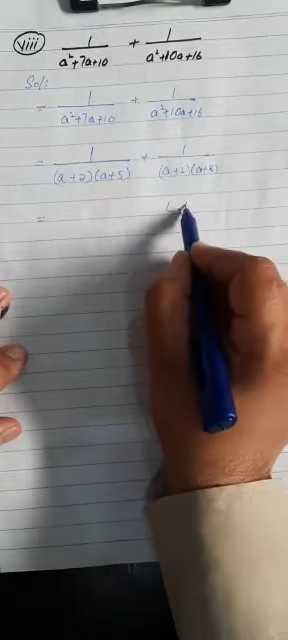 viii) 1/(a²+7a+10) + 1/(a²+10a+16)
Sol:
= 1/(a²+7a+10) + 1/(a²+10a+16)
= 1/((a+2)(a+5)) + 1/((a+2)(a+8))
=